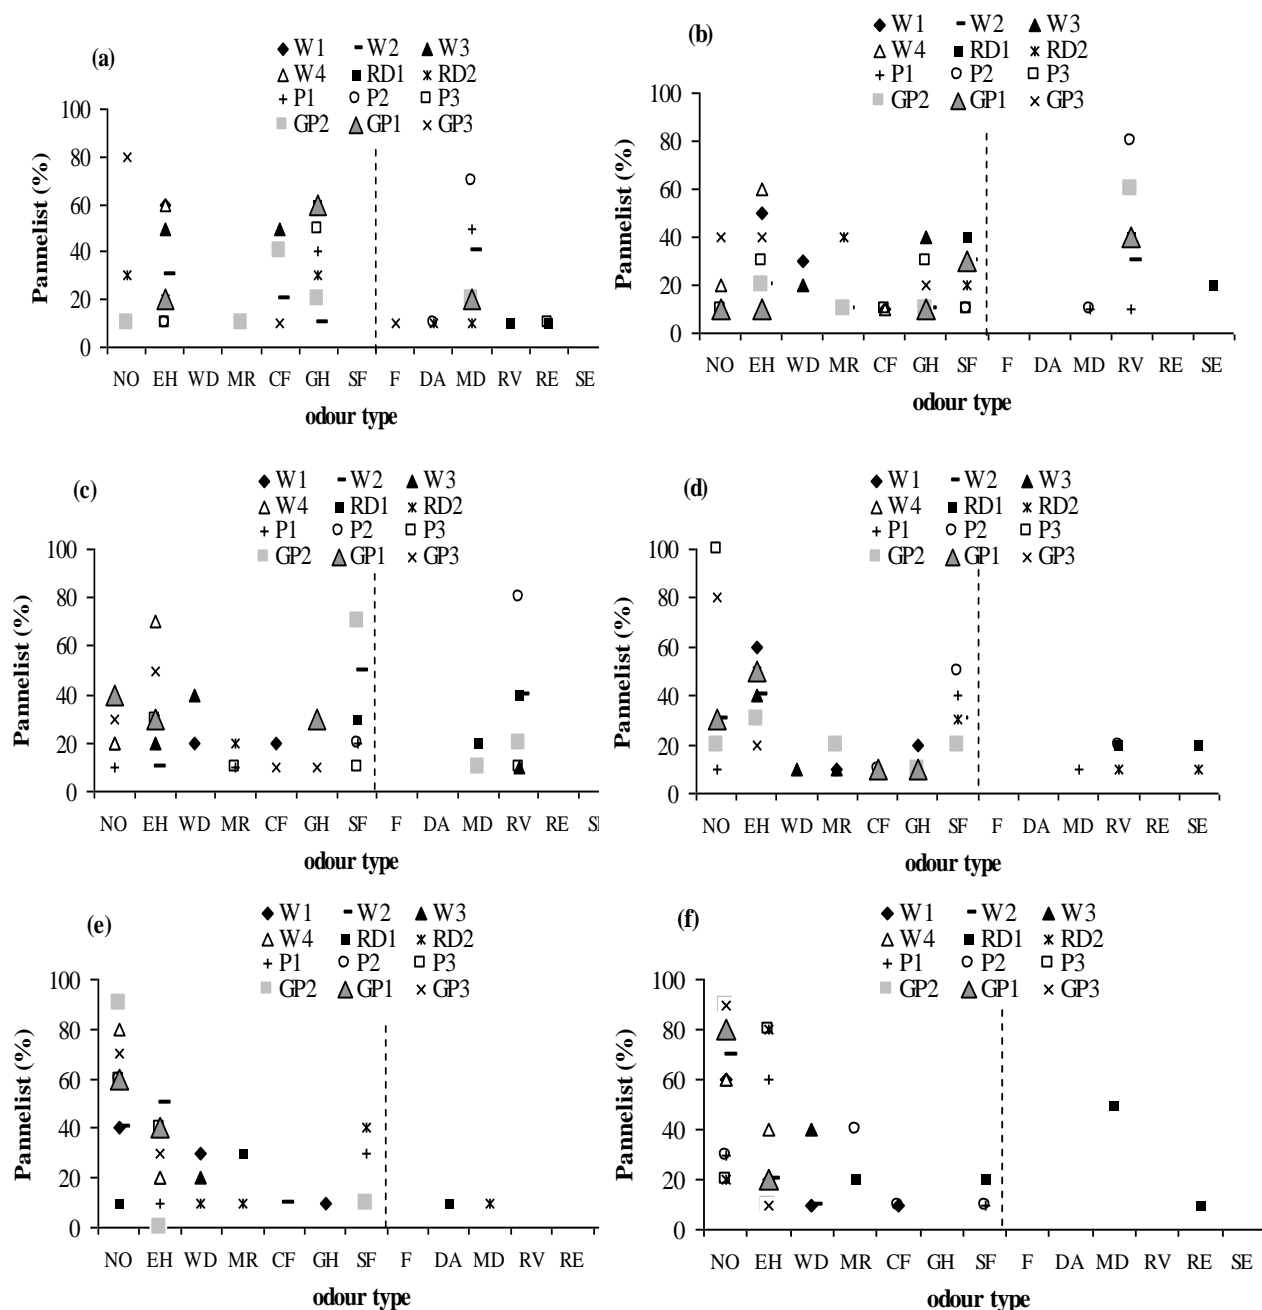 (a)
W1 W2 W3
W4 RD1 RD2
P1 P2 P3
GP2 GP1 GP3
100
80
60
40
20
0
Pannelist (%)
NO EH WD MR CF GH SF F DA MD RV RE SE
odour type
(b)
W1 W2 W3
W4 RD1 RD2
P1 P2 P3
GP2 GP1 GP3
100
80
60
40
20
0
Pannelist (%)
NO EH WD MR CF GH SF F DA MD RV RE SE
odour type
(c)
W1 W2 W3
W4 RD1 RD2
P1 P2 P3
GP2 GP1 GP3
100
80
60
40
20
0
Pannelist (%)
NO EH WD MR CF GH SF F DA MD RV RE
odour type
(d)
W1 W2 W3
W4 RD1 RD2
P1 P2 P3
GP2 GP1 GP3
100
80
60
40
20
0
Pannelist (%)
NO EH WD MR CF GH SF F DA MD RV RE SE
odour type
(e)
W1 W2 W3
W4 RD1 RD2
P1 P2 P3
GP2 GP1 GP3
100
80
60
40
20
0
Pannelist (%)
NO EH WD MR CF GH SF F DA MD RV RE
odour type
(f)
W1 W2 W3
W4 RD1 RD2
P1 P2 P3
GP2 GP1 GP3
100
80
60
40
20
0
Pannelist (%)
NO EH WD MR CF GH SF F DA MD RV RE SE
odour type